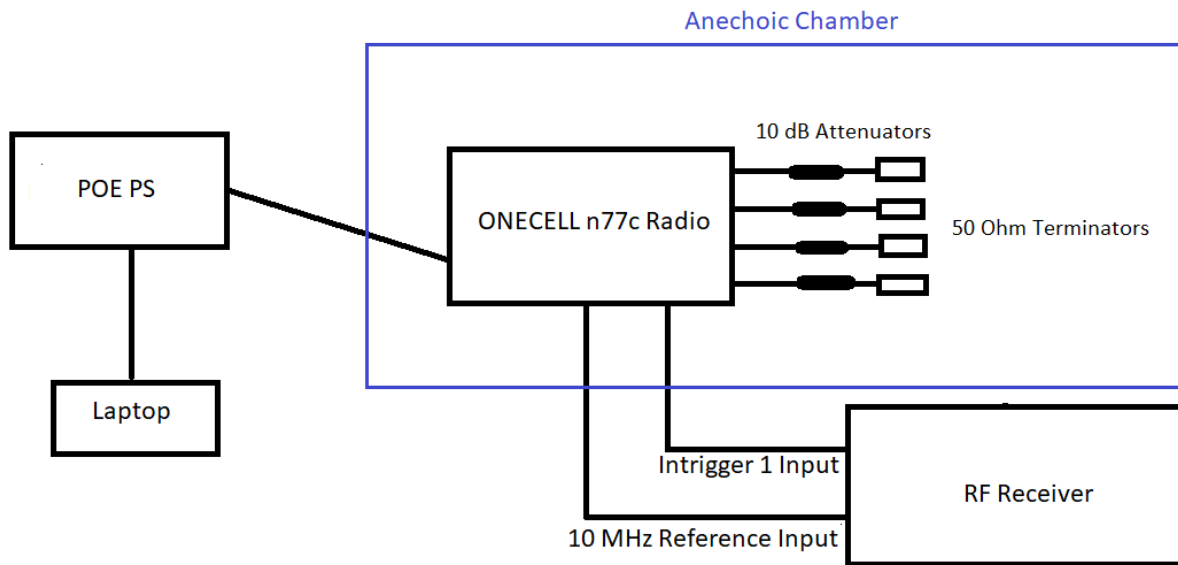 Anechoic Chamber
10 dB Attenuators
POE PS
ONECELL n77c Radio
50 Ohm Terminators
Laptop
Intrigger 1 Input
RF Receiver
10 MHz Reference Input